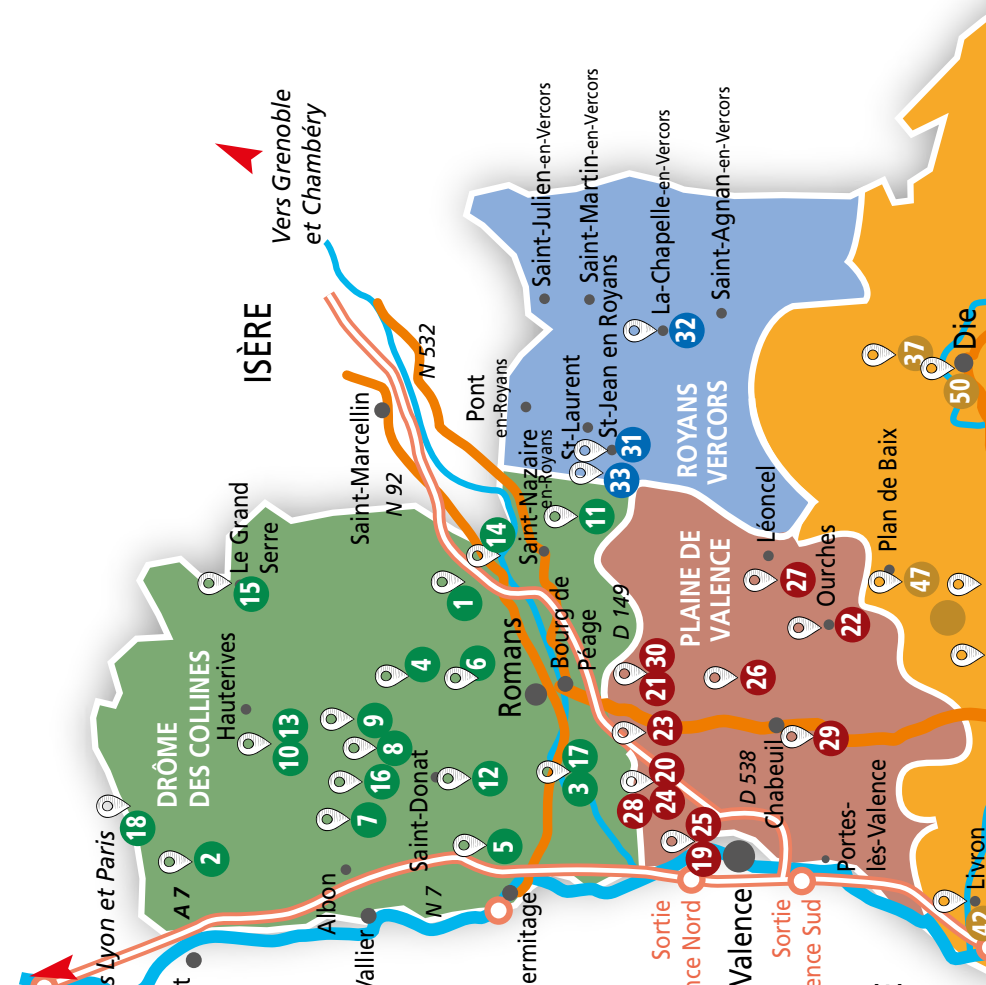 Vers Grenoble
et Chambéry
ISÈRE
N 532
Saint-Marcellin
N 92
Pont
en-Royans
Saint-Julien-en-Vercors
Saint-Martin-en-Vercors
La-Chapelle-en-Vercors
Saint-Agnan-en-Vercors
St-Jean en Royans
St-Laurent
Saint-Nazaire
en-Royans
ROYANS
VERCORS
32
31
33
11
14
Le Grand
Serre
15
1
4
6
Hauterives
DRÔME
DES COLLINES
10
13
9
8
16
7
12
Saint-Donat
5
18
2
s Lyon et Paris
A 7
Albon
N 7
Vallier
t
ermitage
Romans
Bourg de
Péage
3
17
D 149
PLAINE DE
VALENCE
Léoncel
27
Ourches
22
26
21
30
23
28
24
20
19
25
D 538
Chabeuil
29
Portes-
lès-Valence
Sortie
nce Nord
Valence
Sortie
ence Sud
Plan de Baix
47
37
50
Die
Livron
42